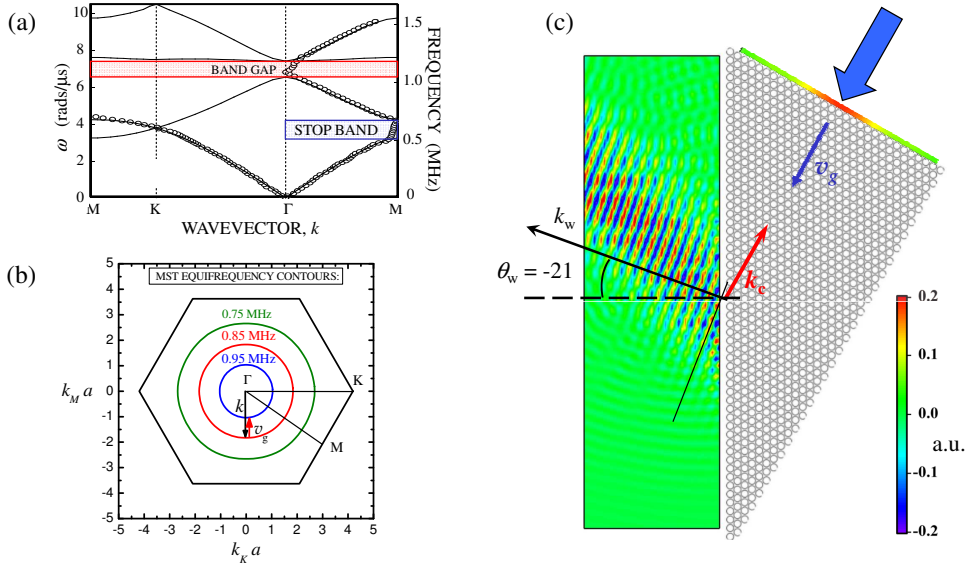 (a)
10
8
6
4
2
0
ω (rads/µs)
BAND GAP
STOP BAND
1.5
1.0
0.5
0
FREQUENCY (MHz)
M K Γ M
WAVEVECTOR, k
(b)
MST EQUIFREQUENCY CONTOURS:
5
4
3
2
1
0
-1
-2
-3
-4
-5
k_M a
0.75 MHz
0.85 MHz
0.95 MHz
Γ
K
k
v_g
M
-5 -4 -3 -2 -1 0 1 2 3 4 5
k_K a
(c)
v_g
k_w
θ_w = -21
k_c
0.2
0.1
0.0
-0.1
-0.2
a.u.